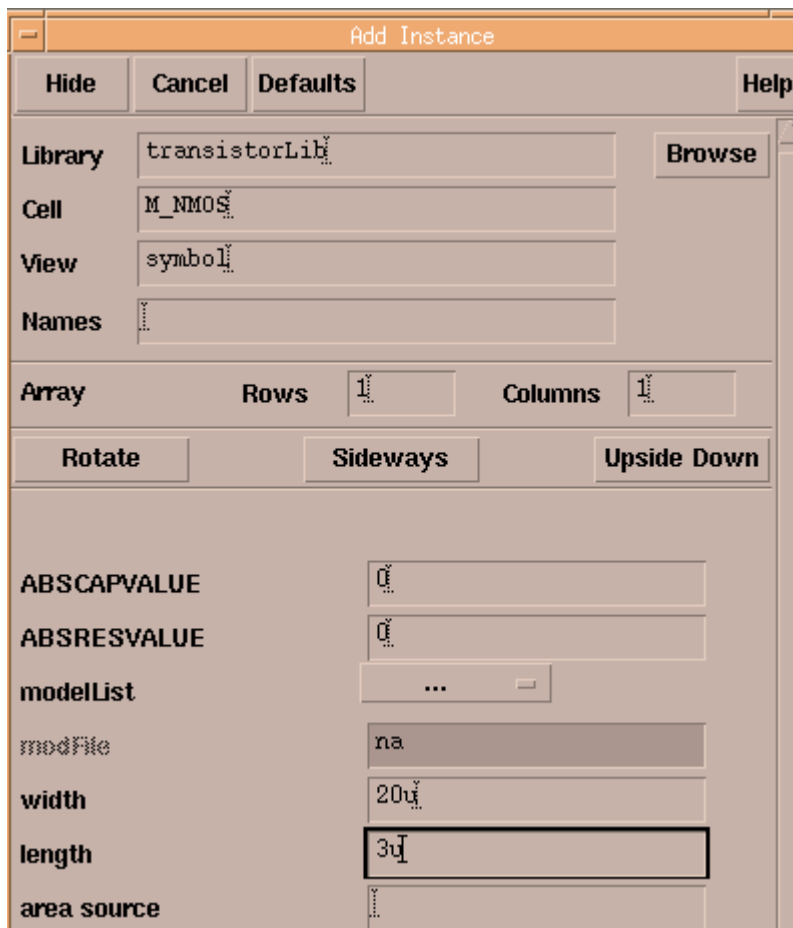 Add Instance
Hide Cancel Defaults Help
Library transistorLib Browse
Cell M_NMOS
View symbol
Names
Array Rows 1 Columns 1
Rotate Sideways Upside Down
ABSCAPVALUE 0
ABSRESVALUE 0
modelList ...
modFile na
width 20u
length 3u
area source